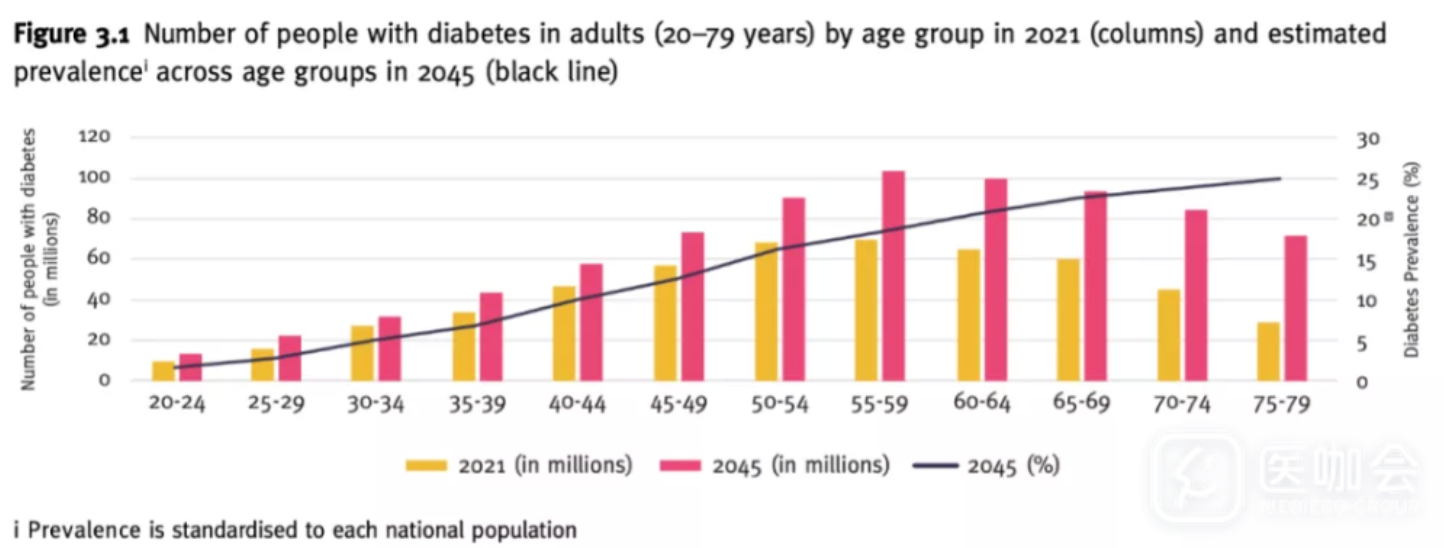 Figure 3.1 Number of people with diabetes in adults (20–79 years) by age group in 2021 (columns) and estimated
prevalenceⁱ across age groups in 2045 (black line)
Number of people with diabetes
(in millions)
120
100
80
60
40
20
0
30
25
20
15
10
5
0
Diabetes Prevalence (%)
20-24 25-29 30-34 35-39 40-44 45-49 50-54 55-59 60-64 65-69 70-74 75-79
2021 (in millions) 2045 (in millions) 2045 (%)
医咖会
MEDIECO GROUP
i Prevalence is standardised to each national population